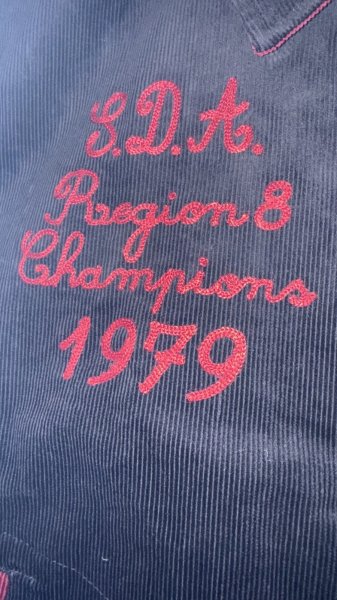 S.D.A.
Region 8
Champions
1979